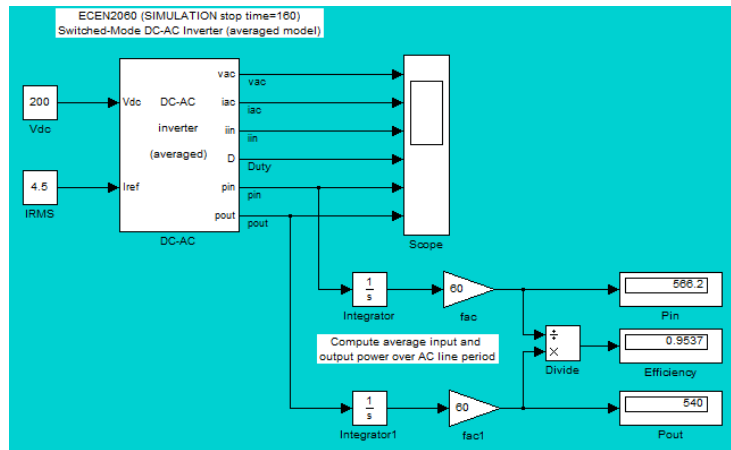 ECEN2060 (SIMULATION stop time=160)
Switched-Mode DC-AC Inverter (averaged model)
200
Vdc
4.5
IRMS
Vdc
Iref
DC-AC
inverter
(averaged)
vac
iac
iin
D
pin
pout
DC-AC
vac
iac
iin
Duty
pin
pout
Scope
1
s
Integrator
60
fac
566.2
Pin
Compute average input and
output power over AC line period
÷
×
Divide
0.9537
Efficiency
1
s
Integrator1
60
fac1
540
Pout